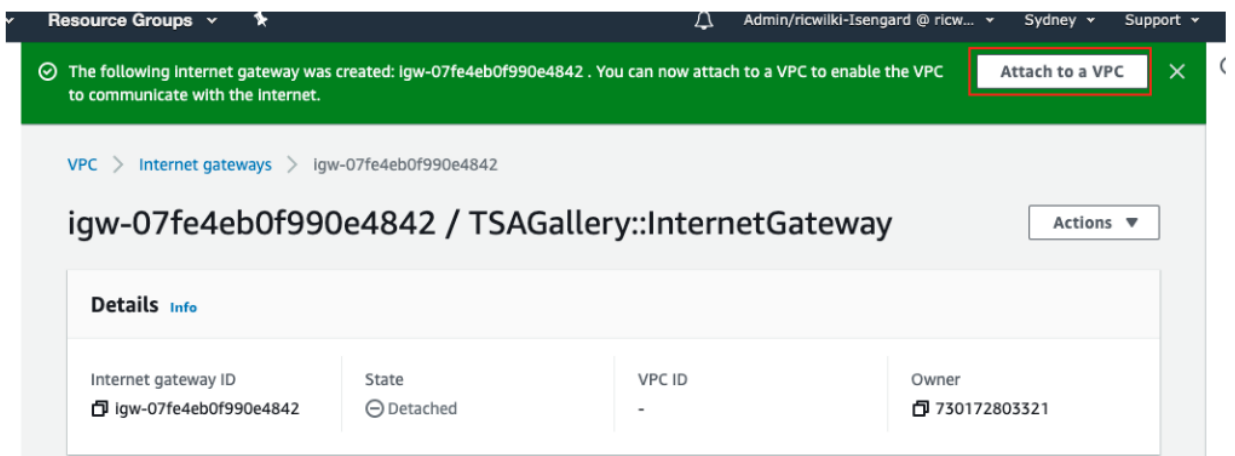 Resource Groups Admin/ricwilki-Isengard @ ricw... Sydney Support
The following internet gateway was created: igw-07fe4eb0f990e4842 . You can now attach to a VPC to enable the VPC
to communicate with the internet.
Attach to a VPC
VPC > Internet gateways > igw-07fe4eb0f990e4842
igw-07fe4eb0f990e4842 / TSAGallery::InternetGateway
Actions
Details Info
Internet gateway ID State VPC ID Owner
igw-07fe4eb0f990e4842 Detached - 730172803321